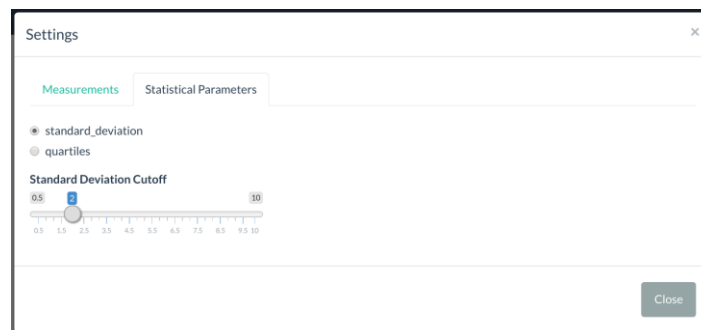 Settings
×
Measurements Statistical Parameters
standard_deviation
quartiles
Standard Deviation Cutoff
0.5 2 10
0.5 1.5 2.5 3.5 4.5 5.5 6.5 7.5 8.5 9.5 10
Close